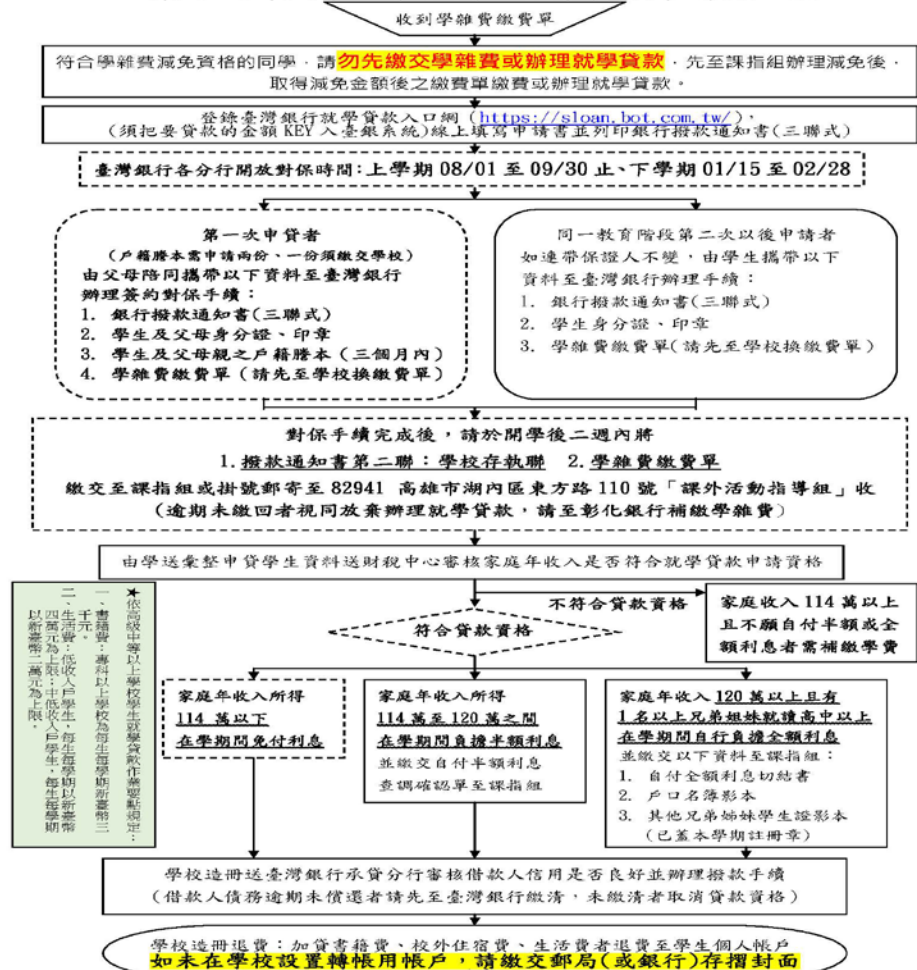 收到學雜費繳費單
符合學雜費減免資格的同學，請勿先繳交學雜費或辦理就學貸款，先至課指組辦理減免後，
取得減免金額後之繳費單繳費或辦理就學貸款。
登錄臺灣銀行就學貸款入口網（https://sloan.bot.com.tw/），
(須把要貸款的金額 KEY 入臺銀系統)線上填寫申請書並列印銀行撥款通知書(三聯式)
臺灣銀行各分行開放對保時間：上學期 08/01 至 09/30 止、下學期 01/15 至 02/28
第一次申貸者
(戶籍謄本需申請兩份、一份須繳交學校)
由父母陪同攜帶以下資料至臺灣銀行
辦理簽約對保手續：
1. 銀行撥款通知書(三聯式)
2. 學生及父母身分證、印章
3. 學生及父母親之戶籍謄本（三個月內）
4. 學雜費繳費單（請先至學校換繳費單）
同一教育階段第二次以後申請者
如連帶保證人不變，由學生攜帶以下
資料至臺灣銀行辦理手續：
1. 銀行撥款通知書(三聯式)
2. 學生身分證、印章
3. 學雜費繳費單(請先至學校換繳費單)
對保手續完成後，請於開學後二週內將
1.撥款通知書第二聯：學校存執聯 2.學雜費繳費單
繳交至課指組或掛號郵寄至 82941 高雄市湖內區東方路 110 號「課外活動指導組」收
(逾期未繳回者視同放棄辦理就學貸款，請至彰化銀行補繳學雜費)
由學送彙整申貸學生資料送財稅中心審核家庭年收入是否符合就學貸款申請資格
★依高級中等以上學校學生就學貸款作業要點規定：
一、書籍費：專科以上學校為每生每學期新臺幣三
千元。
二、生活費：低收入戶學生，每生每學期以新臺幣
四萬元為上限；中低收入戶學生，每生每學期
以新臺幣二萬元為上限。
符合貸款資格
不符合貸款資格
家庭收入 114 萬以上
且不願自付半額或全
額利息者需補繳學費
家庭年收入所得
114 萬以下
在學期間免付利息
家庭年收入所得
114 萬至 120 萬之間
在學期間負擔半額利息
並繳交自付半額利息
查調確認單至課指組
家庭年收入 120 萬以上且有
1 名以上兄弟姐妹就讀高中以上
在學期間自行負擔全額利息
並繳交以下資料至課指組：
1. 自付全額利息切結書
2. 戶口名簿影本
3. 其他兄弟姊妹學生證影本
(已蓋本學期註冊章)
學校造冊送臺灣銀行承貸分行審核借款人信用是否良好並辦理撥款手續
(借款人債務逾期未償還者請先至臺灣銀行繳清，未繳清者取消貸款資格)
學校造冊退費：加貸書籍費、校外住宿費、生活費者退費至學生個人帳戶
如未在學校設置轉帳用帳戶，請繳交郵局(或銀行)存摺封面